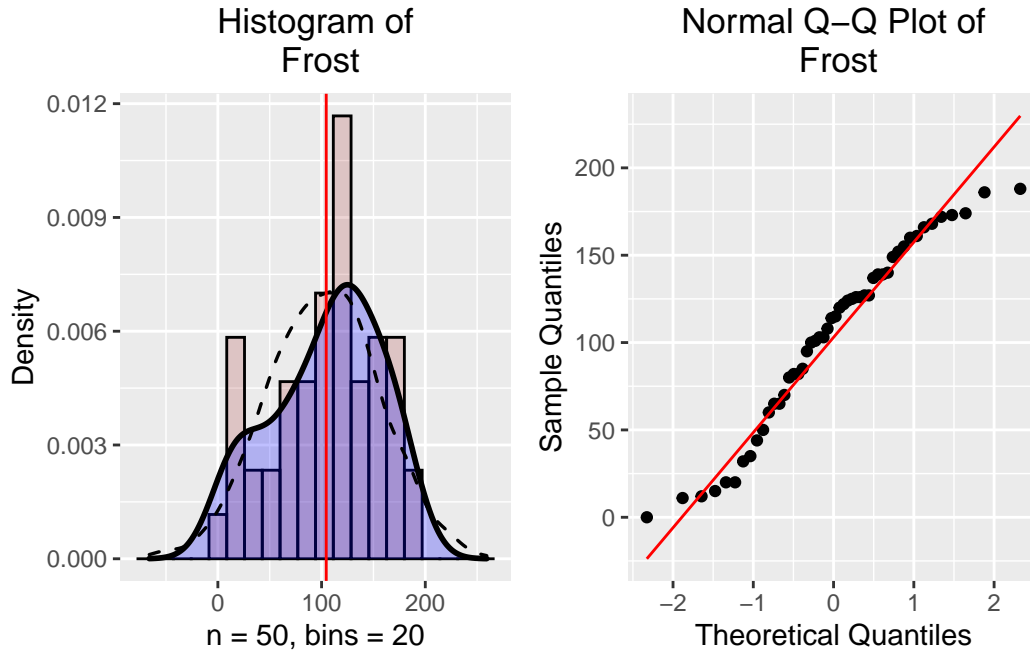 Histogram of
Frost
0.012
0.009
0.006
0.003
0.000
Density
0
100
200
n = 50, bins = 20
Normal Q−Q Plot of
Frost
200
150
100
50
0
Sample Quantiles
−2
−1
0
1
2
Theoretical Quantiles